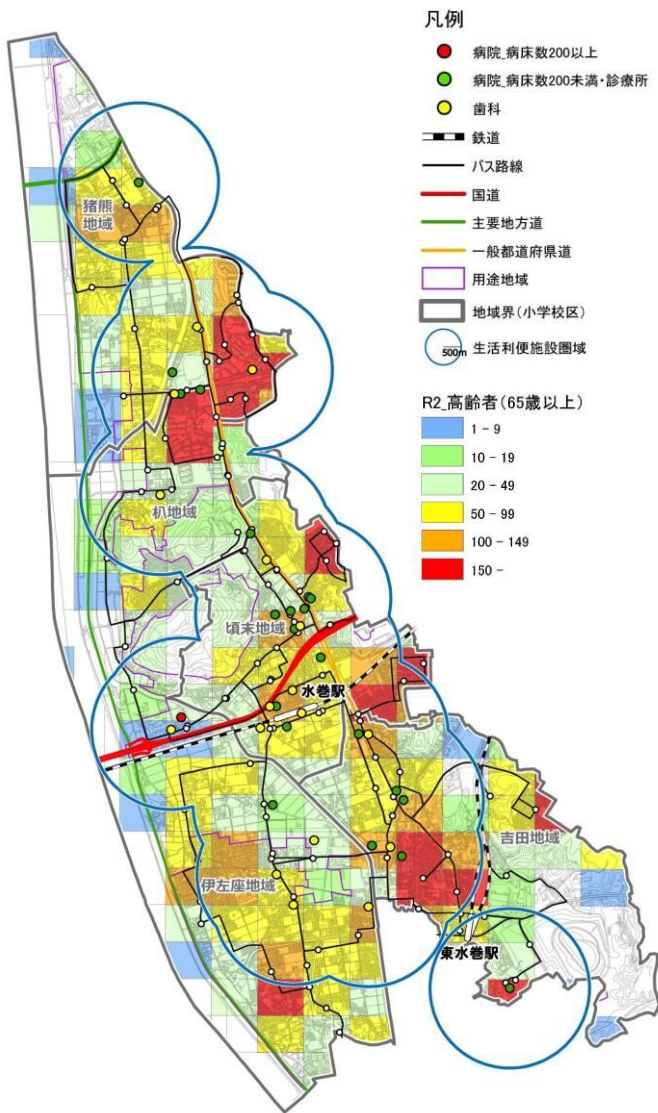 凡例
病院_病床数200以上
病院_病床数200未満・診療所
歯科
鉄道
バス路線
国道
主要地方道
一般都道府県道
用途地域
地域界(小学校区)
500m 生活利便施設圏域
R2_高齢者(65歳以上)
1 - 9
10 - 19
20 - 49
50 - 99
100 - 149
150 -
猪熊
地域
机地域
頃末地域
水巻駅
吉田地域
伊左座地域
東水巻駅